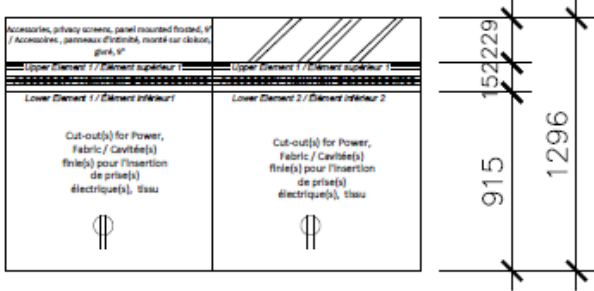 Accessories, privacy screens, panel mounted frosted, 9"
/ Accessoires , panneaux d'intimité, monté sur cloison,
givré, 9"
Upper Element 1 / Élément supérieur 1
Upper Element 1 / Élément supérieur 1
Lower Element 1 / Élément inférieur1
Lower Element 2 / Élément inférieur 2
Cut-out(s) for Power,
Fabric / Cavitée(s)
finie(s) pour l'insertion
de prise(s)
électrique(s), tissu
Cut-out(s) for Power,
Fabric / Cavitée(s)
finie(s) pour l'insertion
de prise(s)
électrique(s), tissu
229
152
915
1296